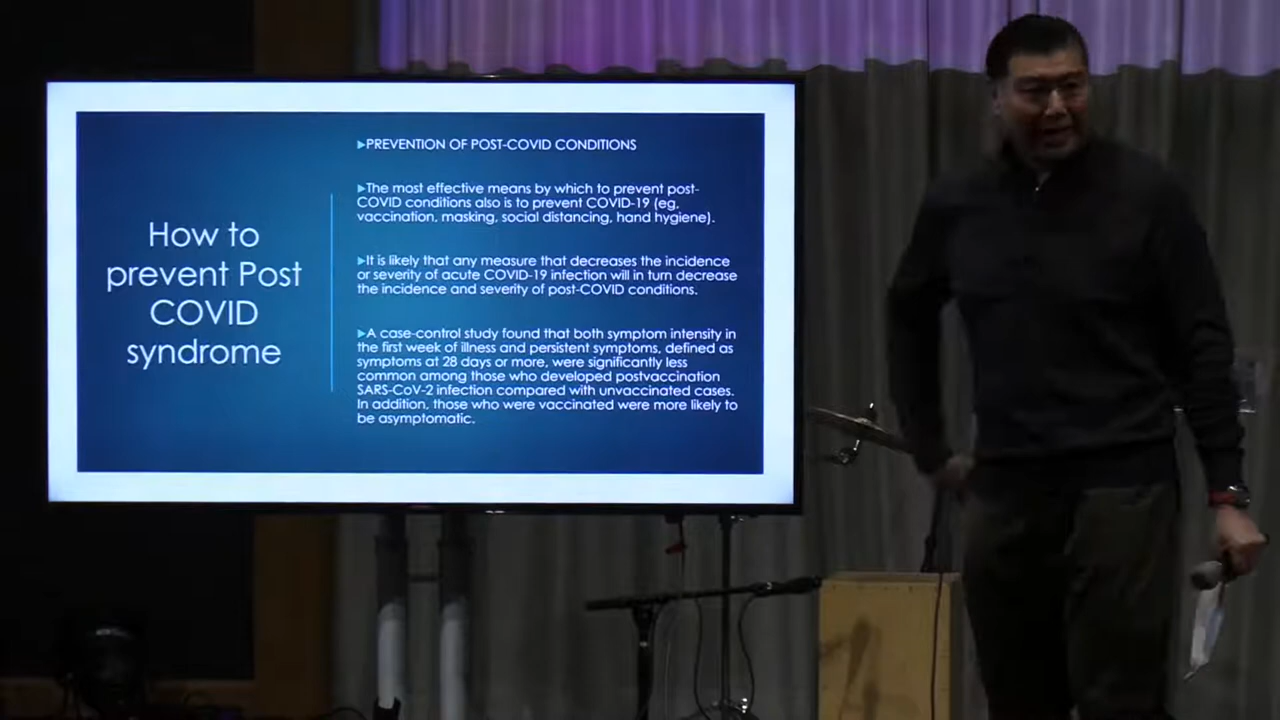 How to
prevent Post
COVID
syndrome
▶PREVENTION OF POST-COVID CONDITIONS
▶The most effective means by which to prevent post-
COVID conditions also is to prevent COVID-19 (eg,
vaccination, masking, social distancing, hand hygiene).
▶It is likely that any measure that decreases the incidence
or severity of acute COVID-19 infection will in turn decrease
the incidence and severity of post-COVID conditions.
▶A case-control study found that both symptom intensity in
the first week of illness and persistent symptoms, defined as
symptoms at 28 days or more, were significantly less
common among those who developed postvaccination
SARS-CoV-2 infection compared with unvaccinated cases.
In addition, those who were vaccinated were more likely to
be asymptomatic.